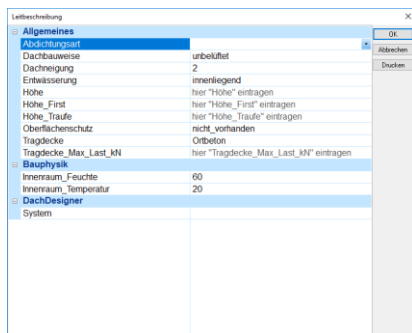 Leitbeschreibung
Allgemeines
Abdichtungsart
Dachbauweise unbelüftet
Dachneigung 2
Entwässerung innenliegend
Höhe hier "Höhe" eintragen
Höhe_First hier "Höhe_First" eintragen
Höhe_Traufe hier "Höhe_Traufe" eintragen
Oberflächenschutz nicht_vorhanden
Tragdecke Ortbeton
Tragdecke_Max_Last_kN hier "Tragdecke_Max_Last_kN" eintragen
Bauphysik
Innenraum_Feuchte 60
Innenraum_Temperatur 20
DachDesigner
System
OK
Abbrechen
Drucken